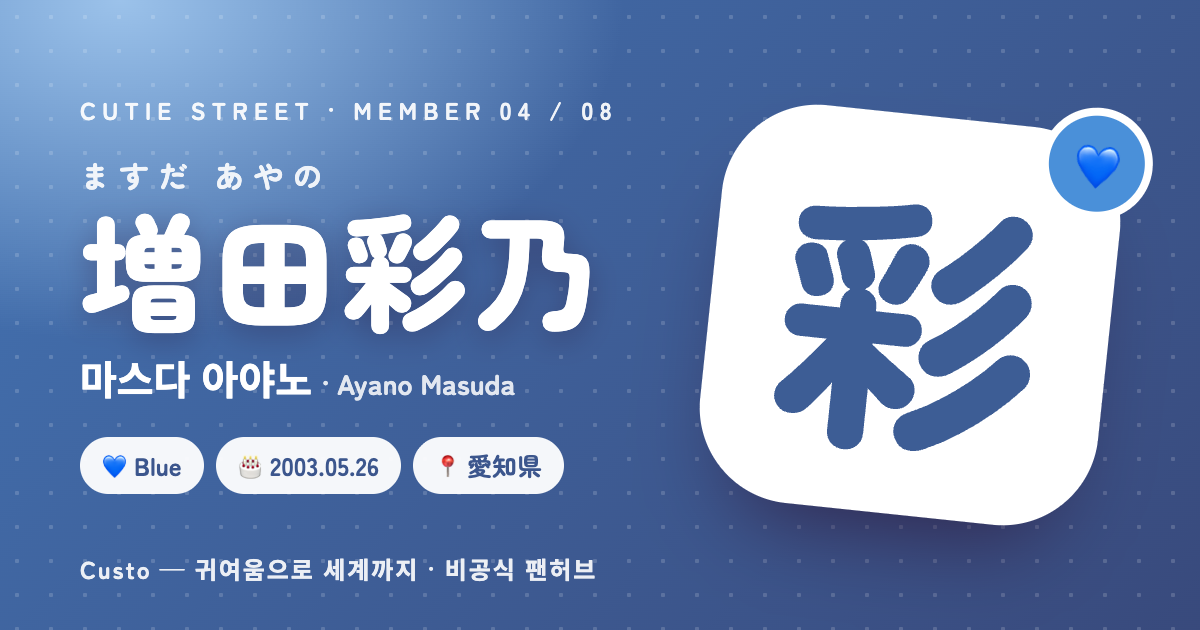 CUTIE STREET · MEMBER 04 / 08
ますだ あやの
増田彩乃
마스다 아야노 · Ayano Masuda
💙 Blue
🎂 2003.05.26
📍 愛知県
Custo — 귀여움으로 세계까지 · 비공식 팬허브
彩